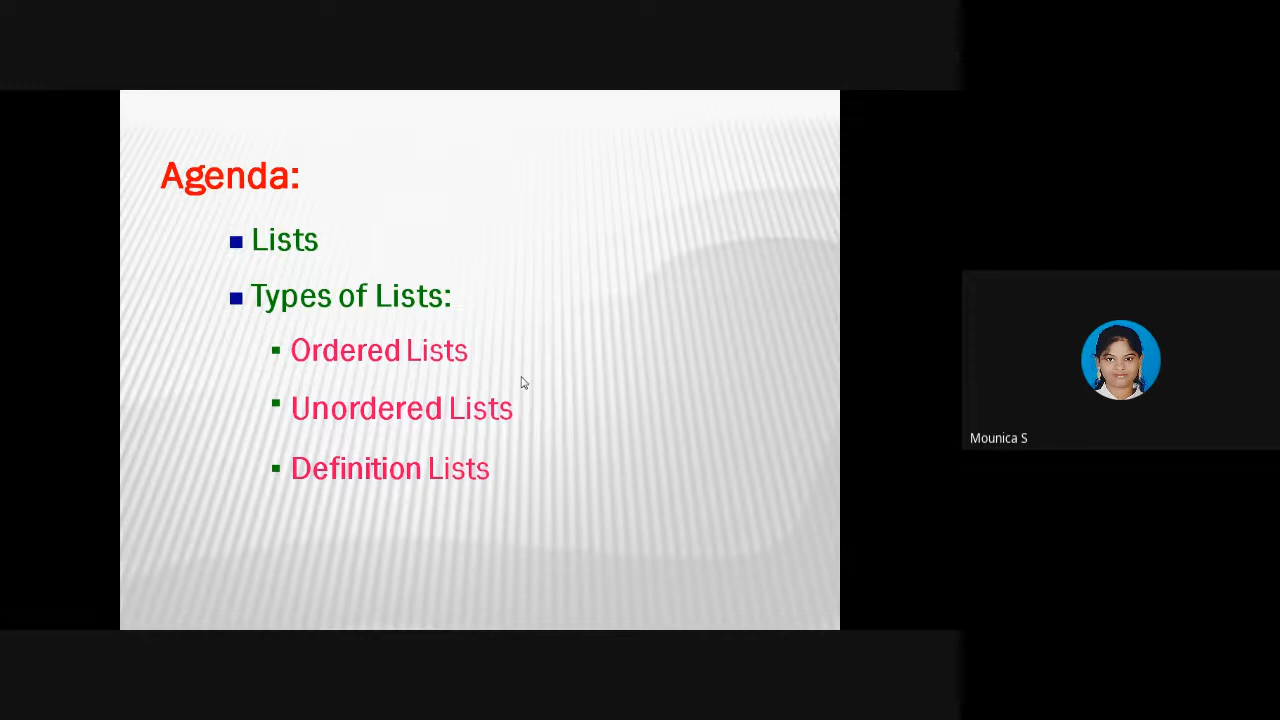 Agenda:
Lists
Types of Lists:
Ordered Lists
Unordered Lists
Definition Lists
Mounica S